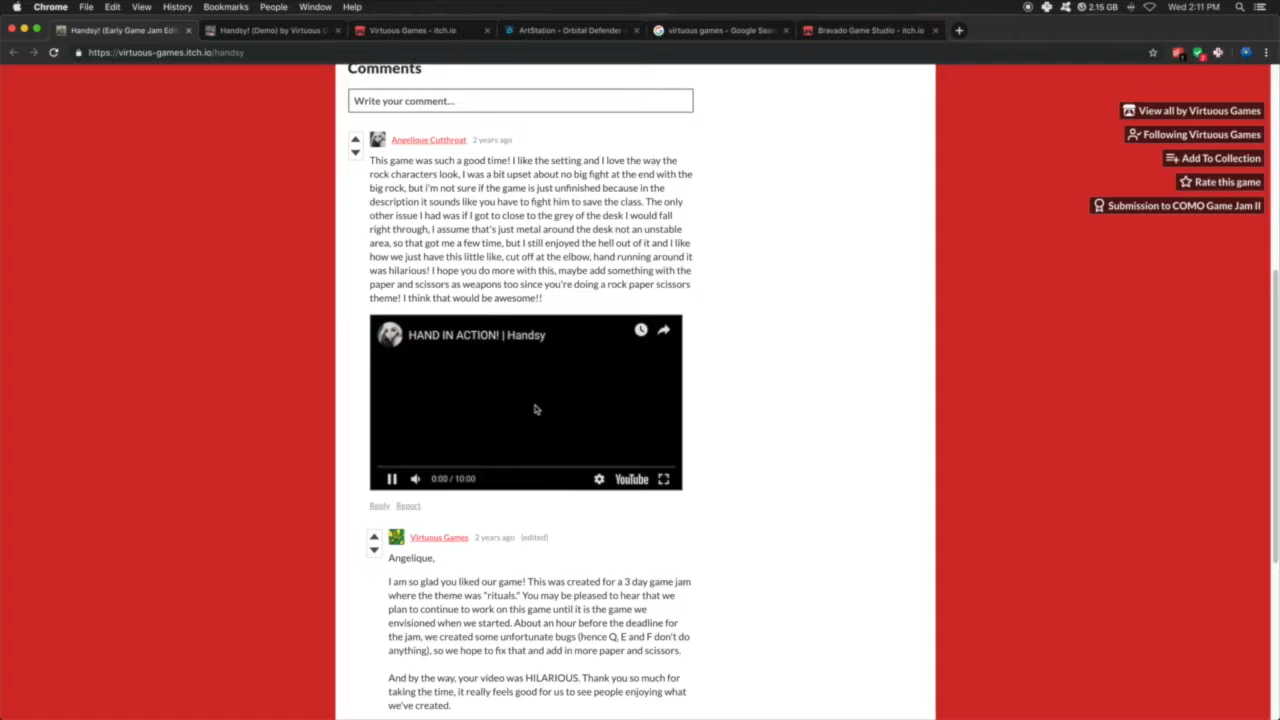 Chrome File Edit View History Bookmarks People Window Help 2.15 GB Wed 2:11 PM
Handsy! (Early Game Jam Edi Handsy! (Demo) by Virtuous G Virtuous Games - itch.io ArtStation - Orbital Defender virtuous games - Google Sear Bravado Game Studio - itch.io
https://virtuous-games.itch.io/handsy
Comments
View all by Virtuous Games
Following Virtuous Games
Add To Collection
Rate this game
Submission to COMO Game Jam II
Write your comment...
Angelique Cutthroat 2 years ago
This game was such a good time! I like the setting and I love the way the
rock characters look, I was a bit upset about no big fight at the end with the
big rock, but i'm not sure if the game is just unfinished because in the
description it sounds like you have to fight him to save the class. The only
other issue I had was if I got to close to the grey of the desk I would fall
right through, I assume that's just metal around the desk not an unstable
area, so that got me a few time, but I still enjoyed the hell out of it and I like
how we just have this little like, cut off at the elbow, hand running around it
was hilarious! I hope you do more with this, maybe add something with the
paper and scissors as weapons too since you're doing a rock paper scissors
theme! I think that would be awesome!!
HAND IN ACTION! | Handsy
0:00 / 10:00 YouTube
Reply Report
Virtuous Games 2 years ago (edited)
Angelique,
I am so glad you liked our game! This was created for a 3 day game jam
where the theme was "rituals." You may be pleased to hear that we
plan to continue to work on this game until it is the game we
envisioned when we started. About an hour before the deadline for
the jam, we created some unfortunate bugs (hence Q, E and F don't do
anything), so we hope to fix that and add in more paper and scissors.
And by the way, your video was HILARIOUS. Thank you so much for
taking the time, it really feels good for us to see people enjoying what
we've created.